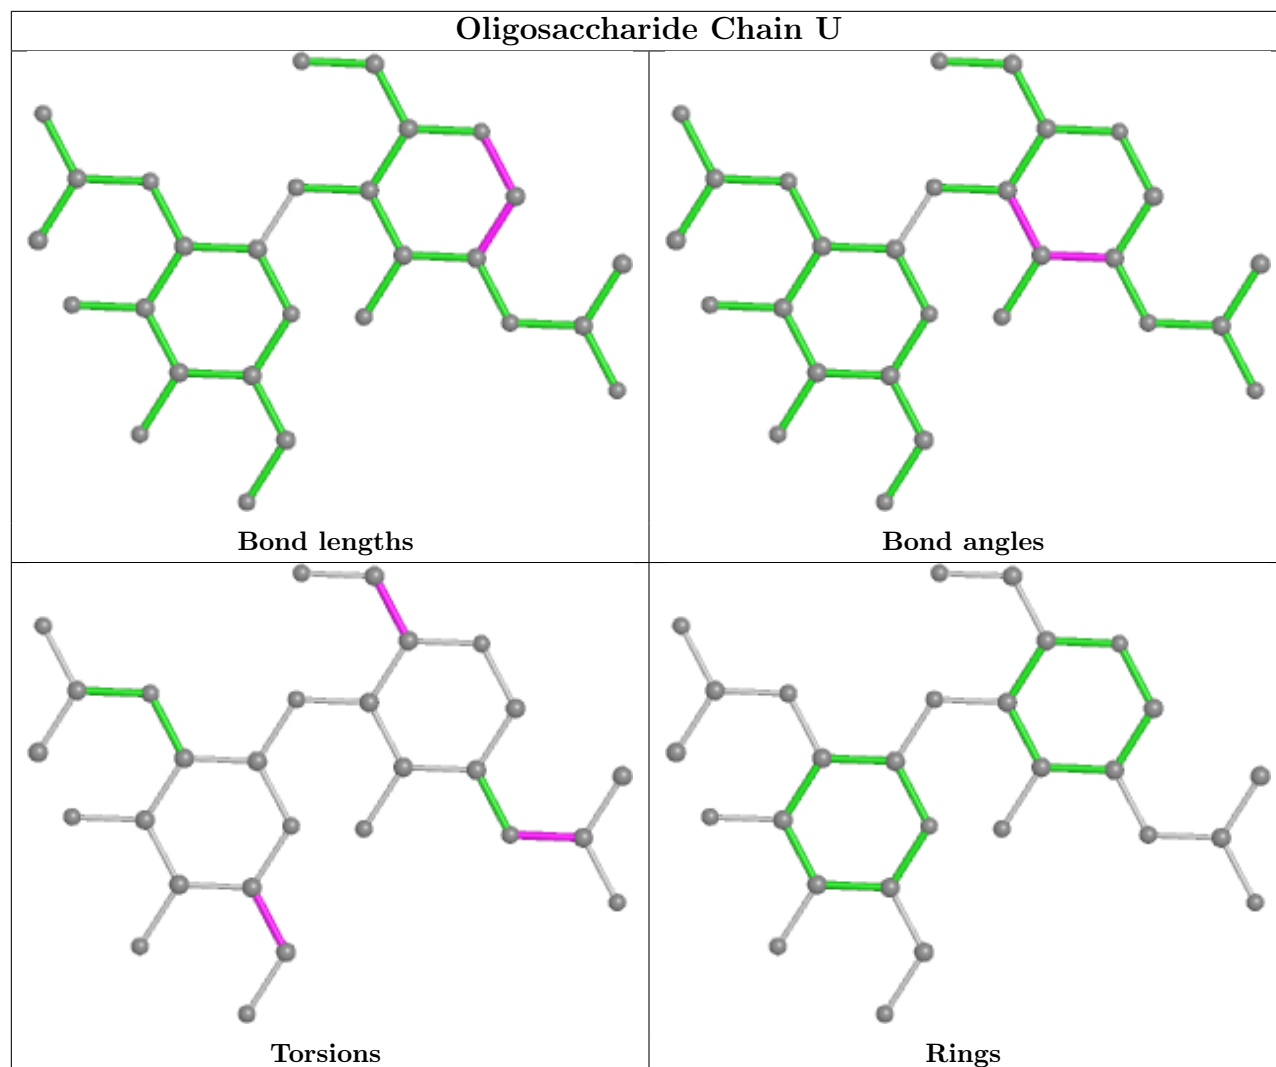 Oligosaccharide Chain U
Bond lengths
Bond angles
Torsions
Rings